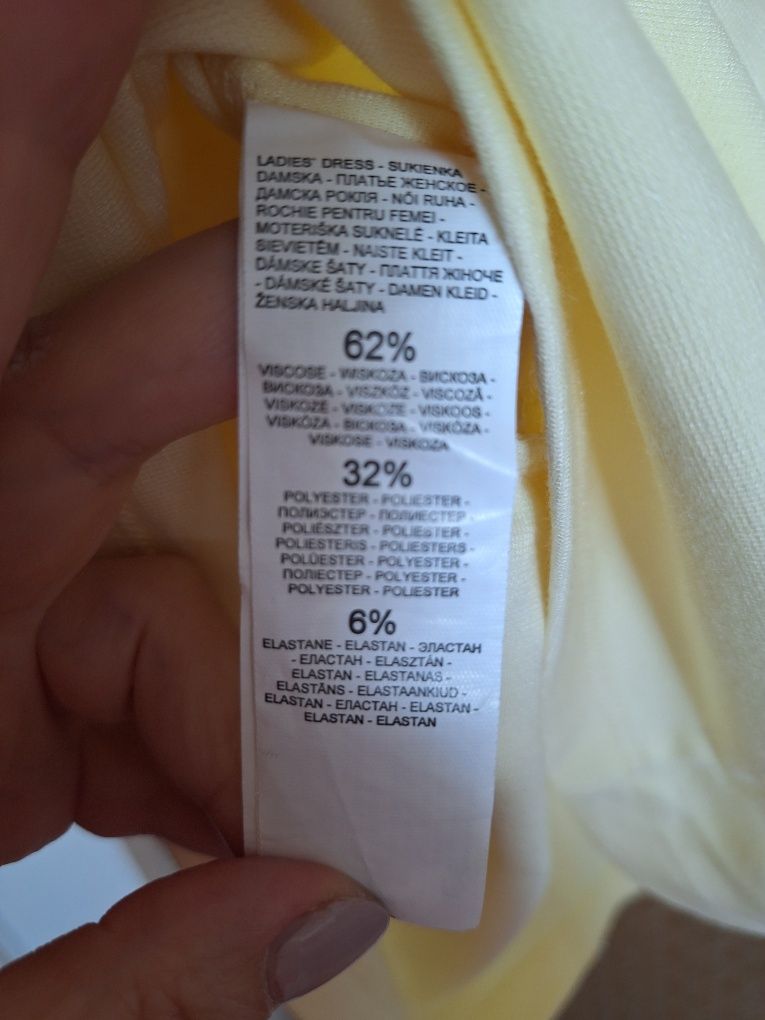 LADIES' DRESS - SUKIENKA
DAMSKA - ПЛАТЬЕ ЖЕНСКОЕ -
ДАМСКА РОКЛЯ - NŐI RUHA -
ROCHIE PENTRU FEMEI -
MOTERIŠKA SUKNELĖ - KLEITA
SIEVIETĒM - NAISTE KLEIT -
DÁMSKE ŠATY - ПЛАТТЯ ЖІНОЧЕ
- DÁMSKÉ ŠATY - DAMEN KLEID -
ŽENSKA HALJINA
62%
VISCOSE - WISKOZA - ВИСКОЗА -
ВИСКОЗА - VISZKÓZ - VISCOZĂ -
VISKOZĖ - VISKOZE - VISKOOS -
VISKÓZA - ВІСКОЗА - VISKÓZA -
VISKOSE - VISKOZA
32%
POLYESTER - POLIESTER -
ПОЛИЭСТЕР - ПОЛИЕСТЕР -
POLIÉSZTER - POLIESTER -
POLIESTERIS - POLIESTERS -
POLÜESTER - POLYESTER -
ПОЛІЕСТЕР - POLYESTER -
POLYESTER - POLIESTER
6%
ELASTANE - ELASTAN - ЭЛАСТАН
- ЕЛАСТАН - ELASZTÁN -
ELASTAN - ELASTANAS -
ELASTĀNS - ELASTAANKIUD -
ELASTAN - ЕЛАСТАН - ELASTAN -
ELASTAN - ELASTAN